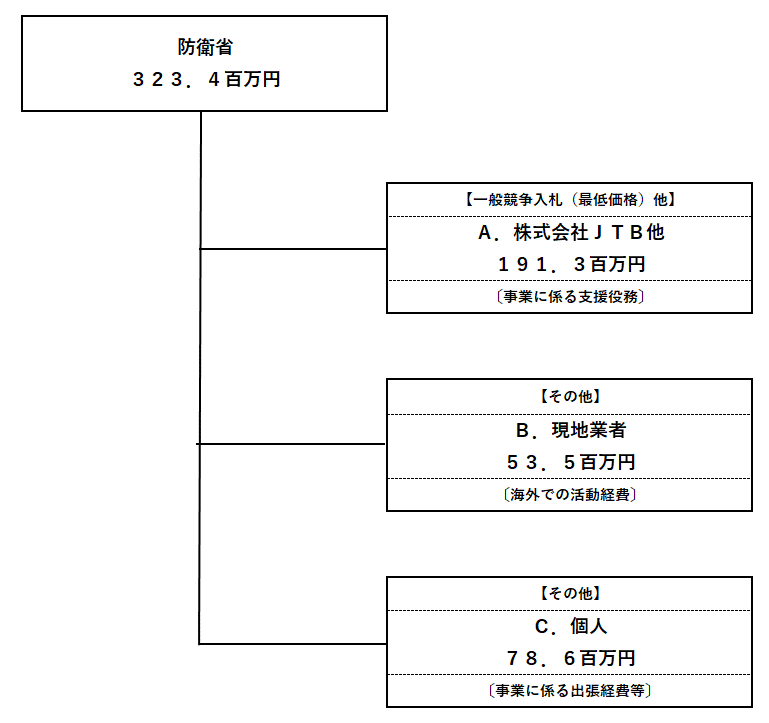 防衛省
３２３．４百万円
【一般競争入札（最低価格）他】
Ａ．株式会社ＪＴＢ他
１９１．３百万円
〔事業に係る支援役務〕
【その他】
Ｂ．現地業者
５３．５百万円
〔海外での活動経費〕
【その他】
Ｃ．個人
７８．６百万円
〔事業に係る出張経費等〕